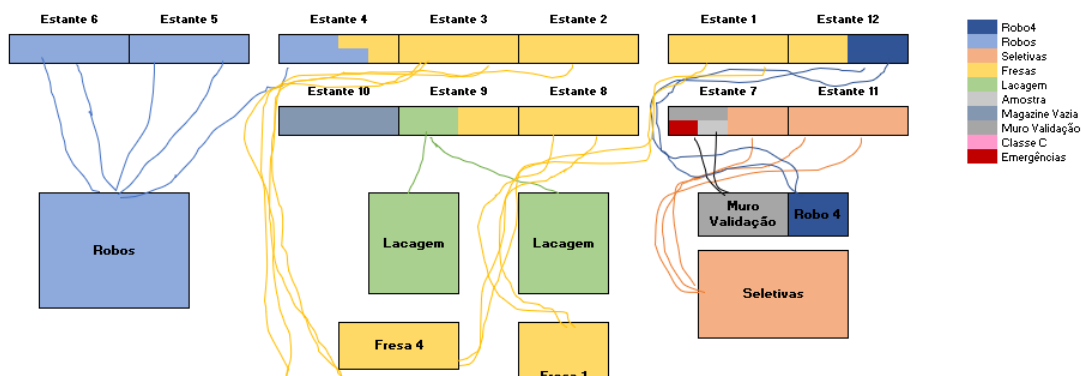 Estante 6
Estante 5
Estante 4
Estante 3
Estante 2
Estante 1
Estante 12
Robo4
Robos
Seletivas
Fresas
Lacagem
Amostra
Magazine Vazia
Muro Validação
Classe C
Emergências
Estante 10
Estante 9
Estante 8
Estante 7
Estante 11
Robos
Lacagem
Lacagem
Muro
Validação
Robo 4
Seletivas
Fresa 4
Fresa 1